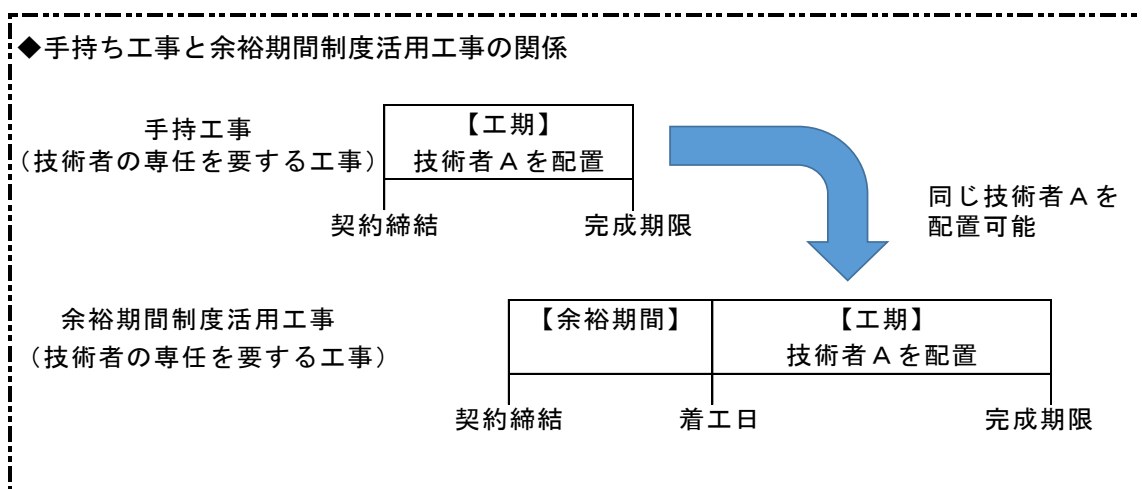 ◆手持ち工事と余裕期間制度活用工事の関係
手持工事
（技術者の専任を要する工事）
【工期】
技術者Ａを配置
契約締結
完成期限
同じ技術者Ａを
配置可能
余裕期間制度活用工事
（技術者の専任を要する工事）
【余裕期間】
【工期】
技術者Ａを配置
契約締結
着工日
完成期限